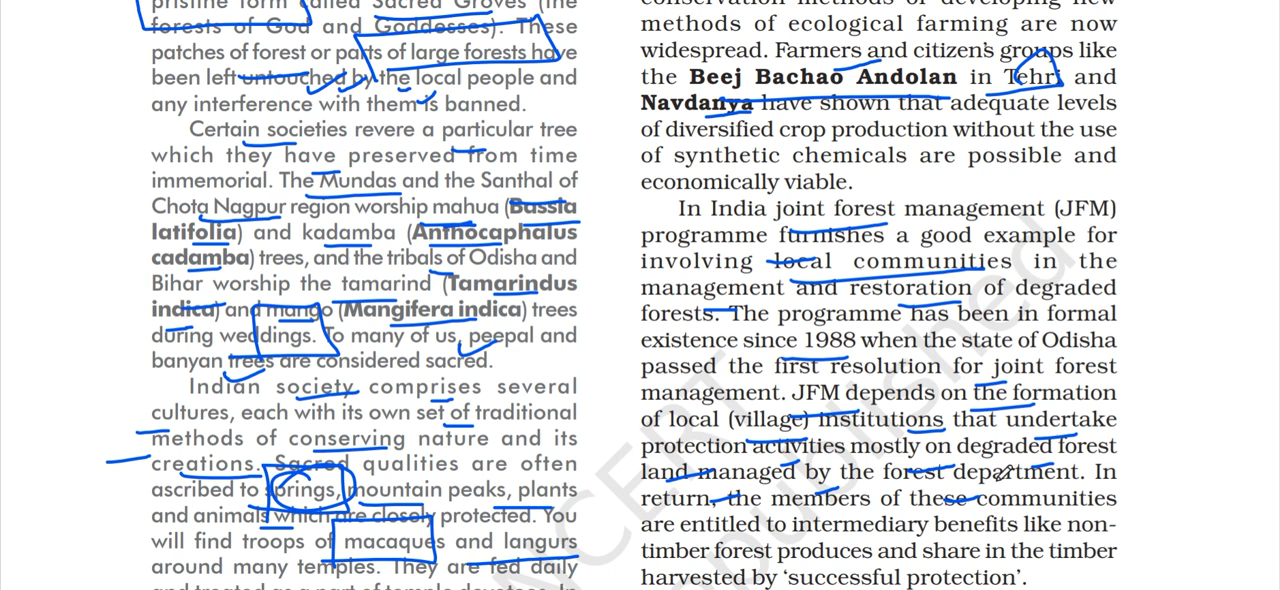 pristine form called Sacred Groves (the
forests of God and Goddesses). These
patches of forest or parts of large forests have
been left untouched by the local people and
any interference with them is banned.
Certain societies revere a particular tree
which they have preserved from time
immemorial. The Mundas and the Santhal of
Chota Nagpur region worship mahua (Bassia
latifolia) and kadamba (Anthocaphalus
cadamba) trees, and the tribals of Odisha and
Bihar worship the tamarind (Tamarindus
indica) and mango (Mangifera indica) trees
during weddings. To many of us, peepal and
banyan trees are considered sacred.
Indian society comprises several
cultures, each with its own set of traditional
methods of conserving nature and its
creations. Sacred qualities are often
ascribed to springs, mountain peaks, plants
and animals which are closely protected. You
will find troops of macaques and langurs
around many temples. They are fed daily
and treated as a part of temple devotees. In
conservation methods or developing new
methods of ecological farming are now
widespread. Farmers and citizen's groups like
the Beej Bachao Andolan in Tehri and
Navdanya have shown that adequate levels
of diversified crop production without the use
of synthetic chemicals are possible and
economically viable.
In India joint forest management (JFM)
programme furnishes a good example for
involving local communities in the
management and restoration of degraded
forests. The programme has been in formal
existence since 1988 when the state of Odisha
passed the first resolution for joint forest
management. JFM depends on the formation
of local (village) institutions that undertake
protection activities mostly on degraded forest
land managed by the forest department. In
return, the members of these communities
are entitled to intermediary benefits like non-
timber forest produces and share in the timber
harvested by 'successful protection'.
NCERT
republished